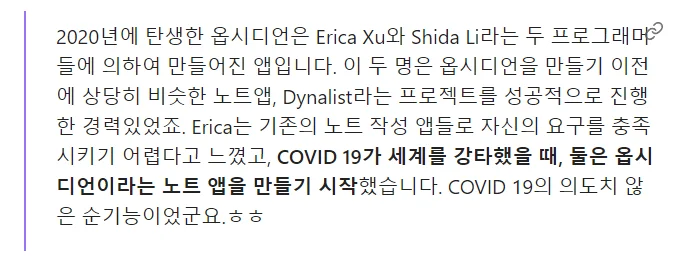 2020년에 탄생한 옵시디언은 Erica Xu와 Shida Li라는 두 프로그래머
들에 의하여 만들어진 앱입니다. 이 두 명은 옵시디언을 만들기 이전
에 상당히 비슷한 노트앱, Dynalist라는 프로젝트를 성공적으로 진행
한 경력있었죠. Erica는 기존의 노트 작성 앱들로 자신의 요구를 충족
시키기 어렵다고 느꼈고, COVID 19가 세계를 강타했을 때, 둘은 옵시
디언이라는 노트 앱을 만들기 시작했습니다. COVID 19의 의도치 않
은 순기능이었군요.ㅎㅎ